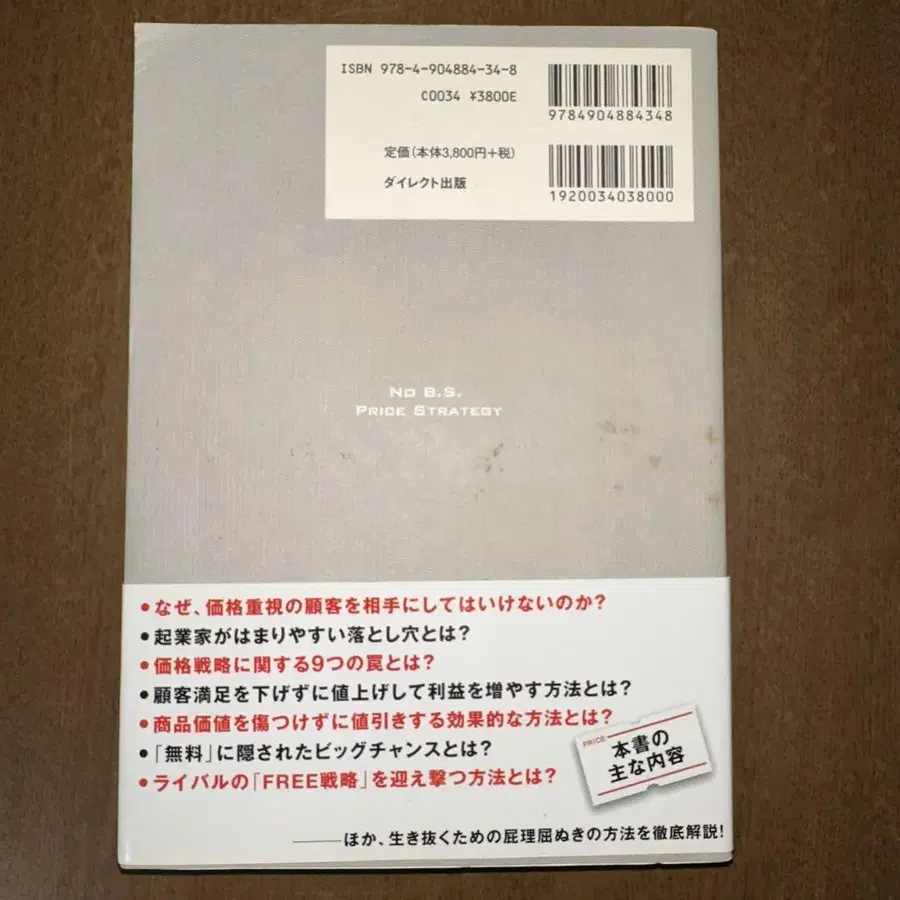 ISBN 978-4-904884-34-8
C0034 ¥3800E
9784904884348
定価(本体3,800円+税)
ダイレクト出版
1920034038000
No B.S.
Price Strategy
•なぜ、価格重視の顧客を相手にしてはいけないのか?
•起業家がはまりやすい落とし穴とは?
•価格戦略に関する9つの罠とは?
•顧客満足を下げずに値上げして利益を増やす方法とは?
•商品価値を傷つけずに値引きする効果的な方法とは?
•「無料」に隠されたビッグチャンスとは?
•ライバルの「FREE戦略」を迎え撃つ方法とは?
PRICE
本書の
主な内容
——ほか、生き抜くための屁理屈ぬきの方法を徹底解説!